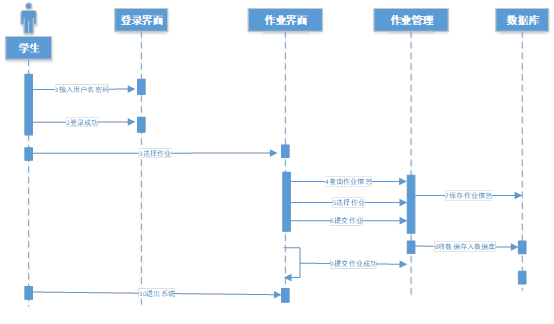 学生
登录界面
作业界面
作业管理
数据库
1输入用户名密码
2登录成功
3选择作业
4查询作业信息
5选择作业
6提交作业
7保存作业信息
8将数据存入数据库
9提交作业成功
10退出系统